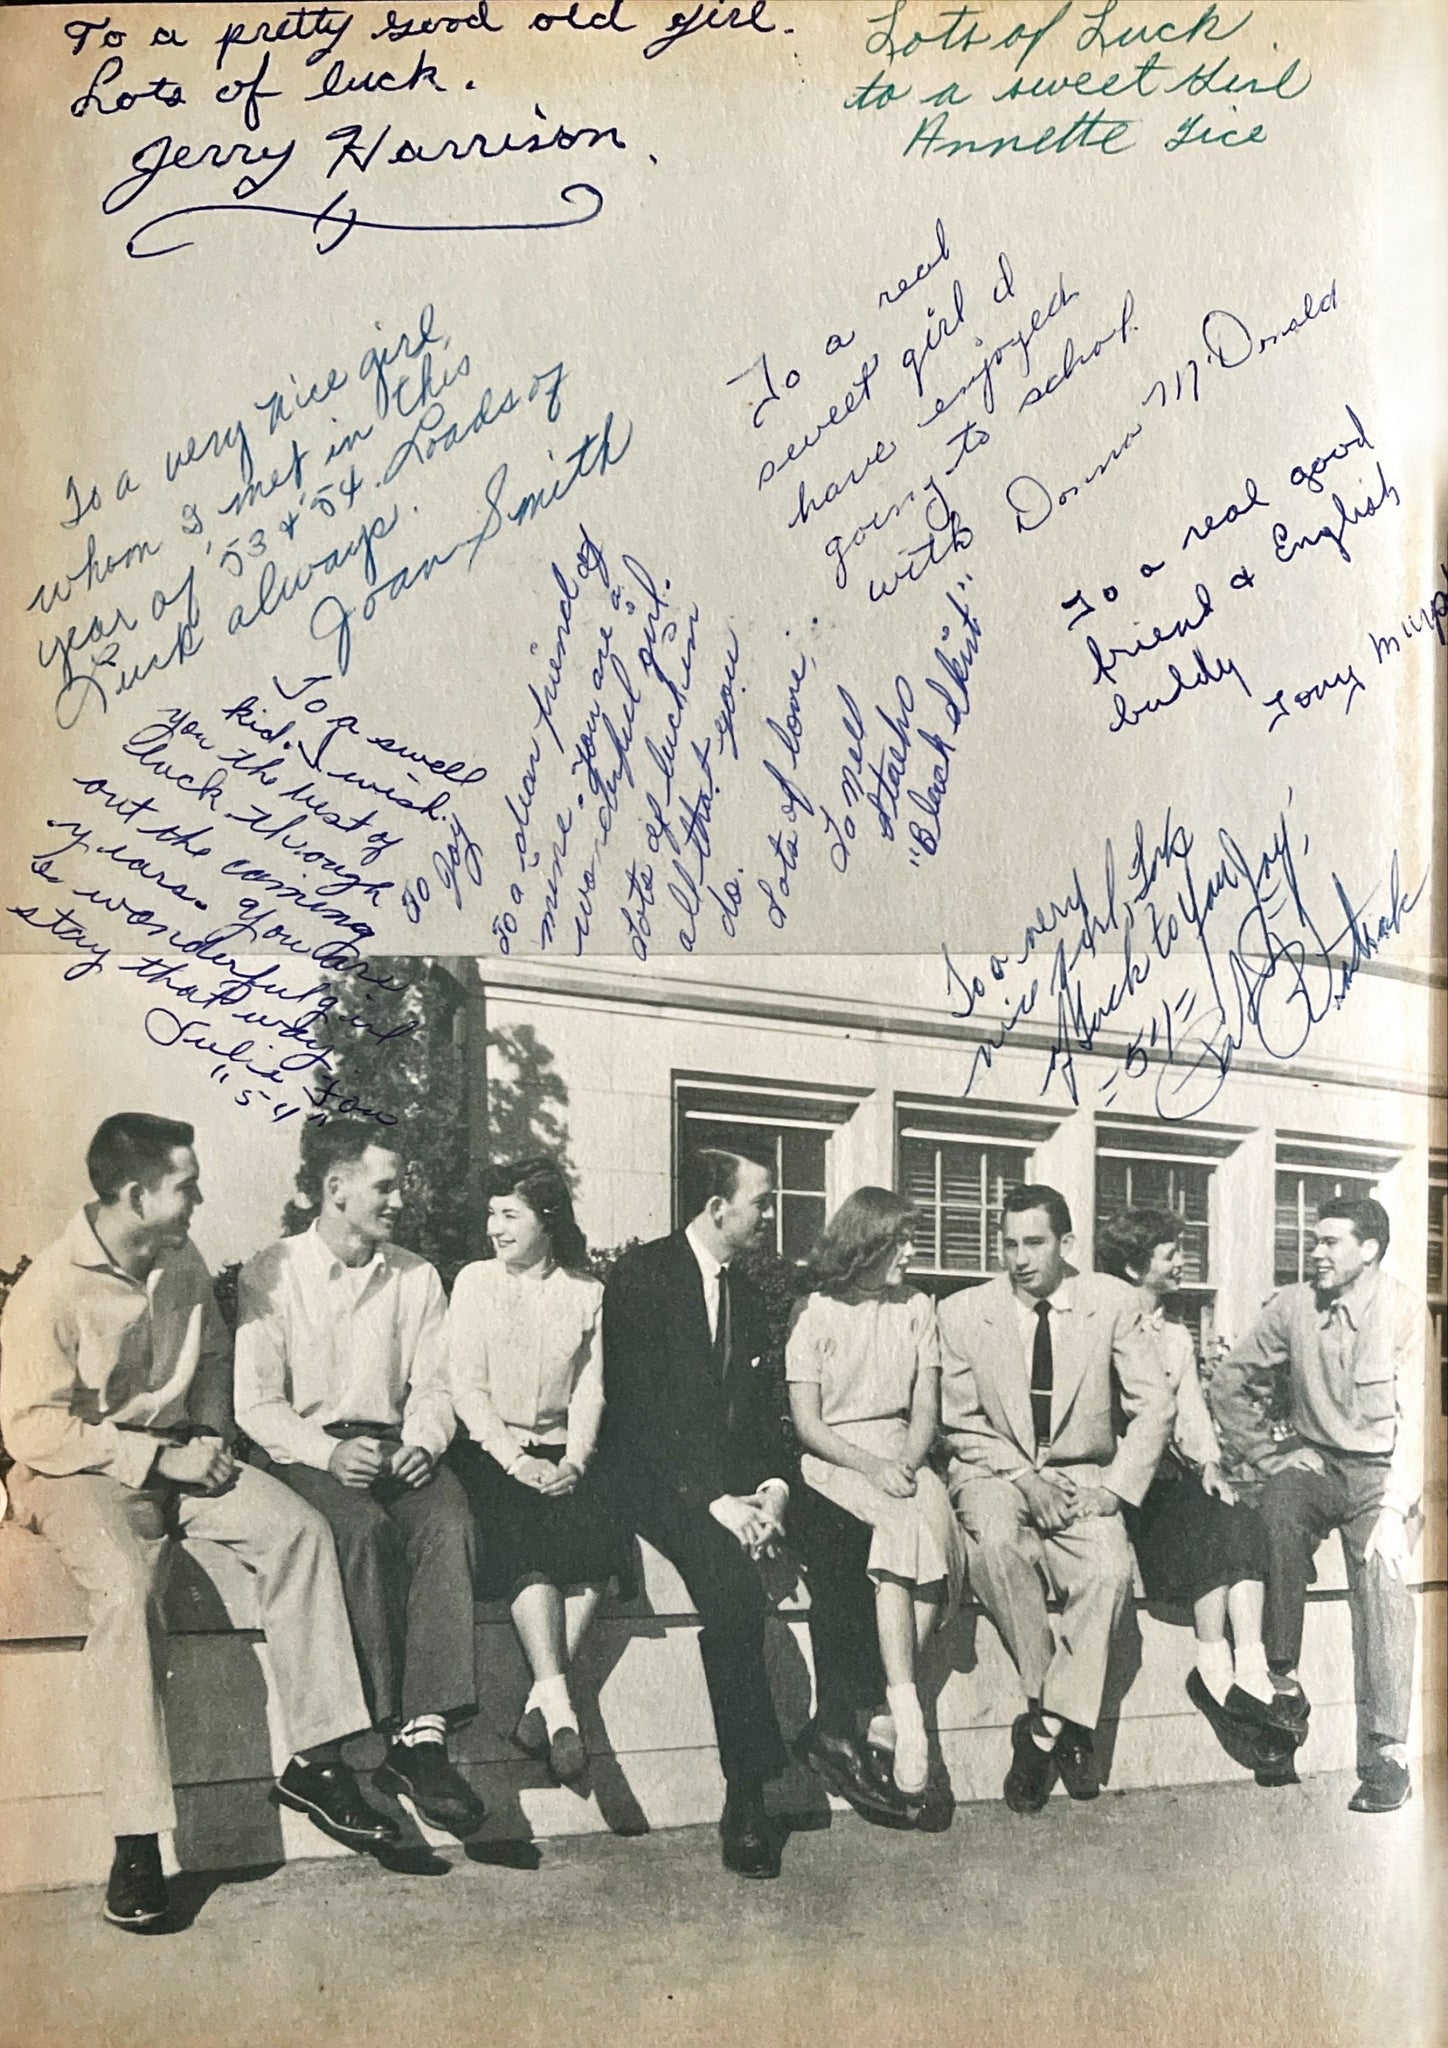 To a pretty good old girl.
Lots of luck.
Jerry Harrison.
Lots of Luck
to a sweet Girl
Annette Tice
To a very nice girl,
whom I met in this
year of '53 & '54. Loads of
Luck always.
Joan Smith
To a real
sweet girl I
have enjoyed
going to school
with Donna McDonald
To a real good
friend & English
buddy
Tony
To a swell
kid. I wish
you the best of
luck through
out the coming
years. You are
a wonderful girl
stay that way
Julie
"54"
To Joy
To a dear friend of
mine. You are a
wonderful girl.
Lots of luck in
all that you
do.
Lots of love,
Nell
"Black Skirt"
To a very
nice girl, Lots
of luck to you Joy,
=54=
Pat